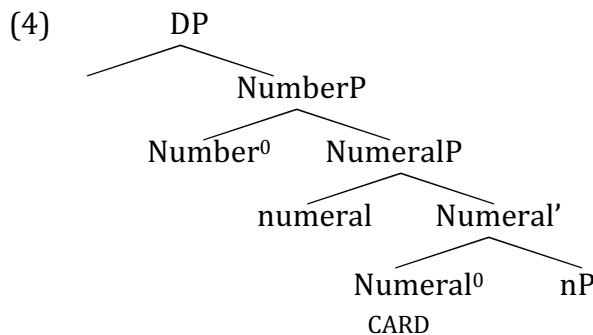 (4) DP
NumberP
Number⁰ NumeralP
numeral Numeral’
Numeral⁰ nP
CARD